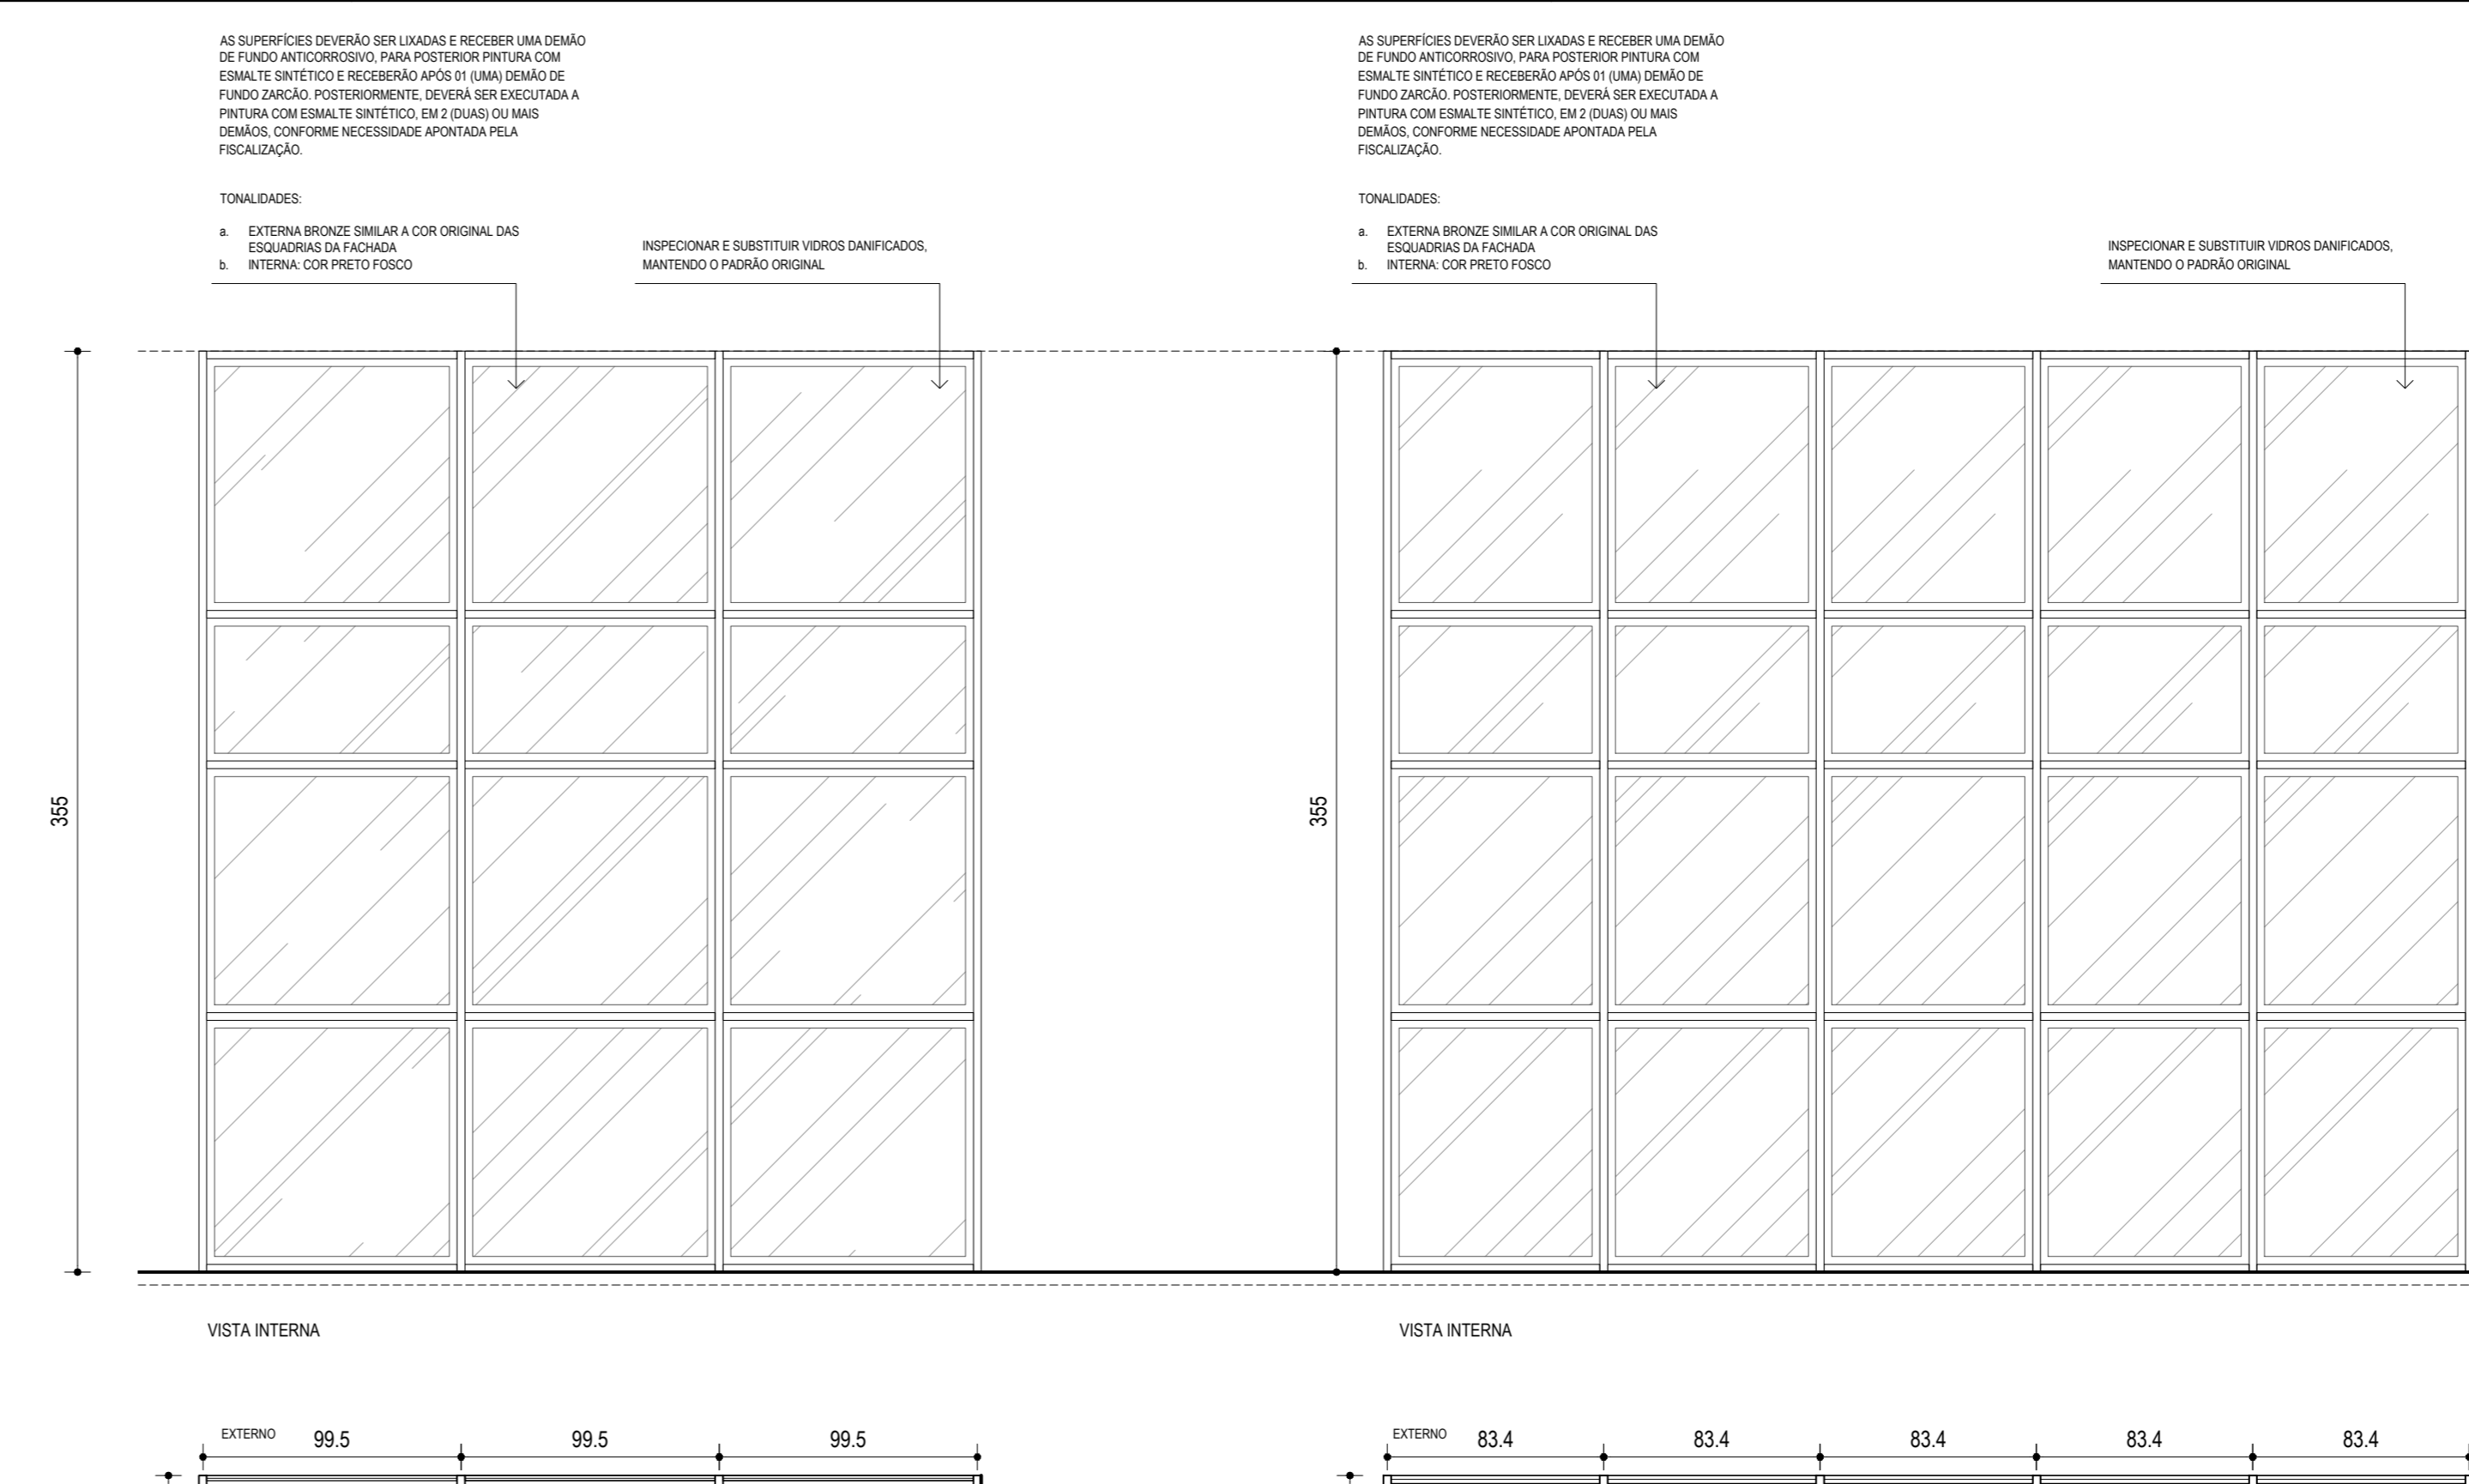 AS SUPERFÍCIES DEVERÃO SER LIXADAS E RECEBER UMA DEMÃO
DE FUNDO ANTICORROSIVO, PARA POSTERIOR PINTURA COM
ESMALTE SINTÉTICO E RECEBERÃO APÓS 01 (UMA) DEMÃO DE
FUNDO ZARCÃO. POSTERIORMENTE, DEVERÁ SER EXECUTADA A
PINTURA COM ESMALTE SINTÉTICO, EM 2 (DUAS) OU MAIS
DEMÃOS, CONFORME NECESSIDADE APONTADA PELA
FISCALIZAÇÃO.
TONALIDADES:
a. EXTERNA BRONZE SIMILAR A COR ORIGINAL DAS
ESQUADRIAS DA FACHADA
b. INTERNA: COR PRETO FOSCO
INSPECIONAR E SUBSTITUIR VIDROS DANIFICADOS,
MANTENDO O PADRÃO ORIGINAL
355
VISTA INTERNA
EXTERNO
99.5
99.5
99.5
AS SUPERFÍCIES DEVERÃO SER LIXADAS E RECEBER UMA DEMÃO
DE FUNDO ANTICORROSIVO, PARA POSTERIOR PINTURA COM
ESMALTE SINTÉTICO E RECEBERÃO APÓS 01 (UMA) DEMÃO DE
FUNDO ZARCÃO. POSTERIORMENTE, DEVERÁ SER EXECUTADA A
PINTURA COM ESMALTE SINTÉTICO, EM 2 (DUAS) OU MAIS
DEMÃOS, CONFORME NECESSIDADE APONTADA PELA
FISCALIZAÇÃO.
TONALIDADES:
a. EXTERNA BRONZE SIMILAR A COR ORIGINAL DAS
ESQUADRIAS DA FACHADA
b. INTERNA: COR PRETO FOSCO
INSPECIONAR E SUBSTITUIR VIDROS DANIFICADOS,
MANTENDO O PADRÃO ORIGINAL
355
VISTA INTERNA
EXTERNO
83.4
83.4
83.4
83.4
83.4